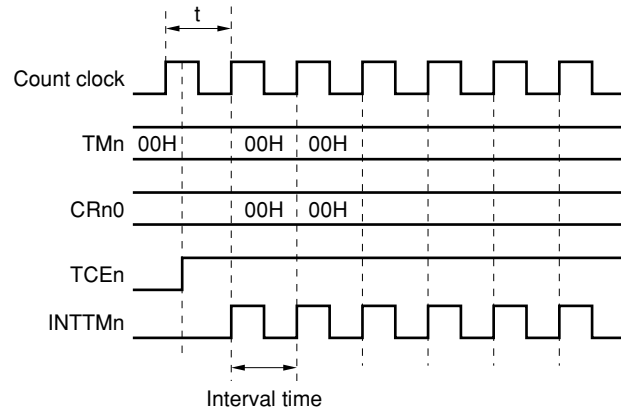 t
Count clock
TMn 00H 00H 00H
CRn0 00H 00H
TCEn
INTTMn
Interval time